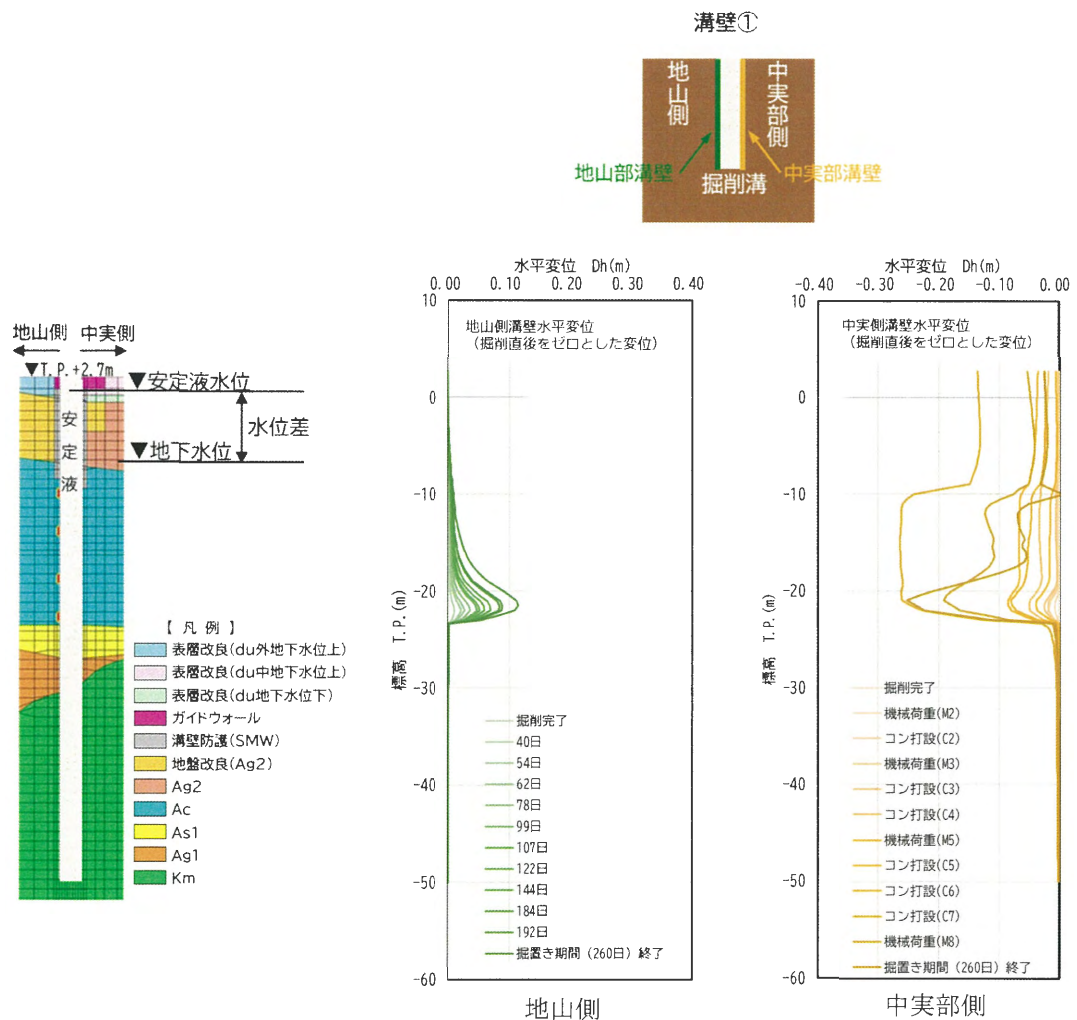 溝壁①
地山側
中実部側
地山部溝壁
中実部溝壁
掘削溝
地山側 中実側
▼T.P.+2.7m
▼安定液水位
水位差
▼地下水位
安定液
【凡例】
表層改良(du外地下水位上)
表層改良(du中地下水位上)
表層改良(du地下水位下)
ガイドウォール
溝壁防護(SMW)
地盤改良(Ag2)
Ag2
Ac
As1
Ag1
Km
水平変位 Dh(m)
0.00 0.10 0.20 0.30 0.40
地山側溝壁水平変位
(掘削直後をゼロとした変位)
標高 T.P.(m)
10
0
-10
-20
-30
-40
-50
-60
掘削完了
40日
54日
62日
78日
99日
107日
122日
144日
184日
192日
掘置き期間(260日)終了
地山側
水平変位 Dh(m)
-0.40 -0.30 -0.20 -0.10 0.00
中実側溝壁水平変位
(掘削直後をゼロとした変位)
標高 T.P.(m)
10
0
-10
-20
-30
-40
-50
-60
掘削完了
機械荷重(M2)
コン打設(C2)
機械荷重(M3)
コン打設(C3)
コン打設(C4)
機械荷重(M5)
コン打設(C5)
コン打設(C6)
コン打設(C7)
機械荷重(M8)
掘置き期間(260日)終了
中実部側